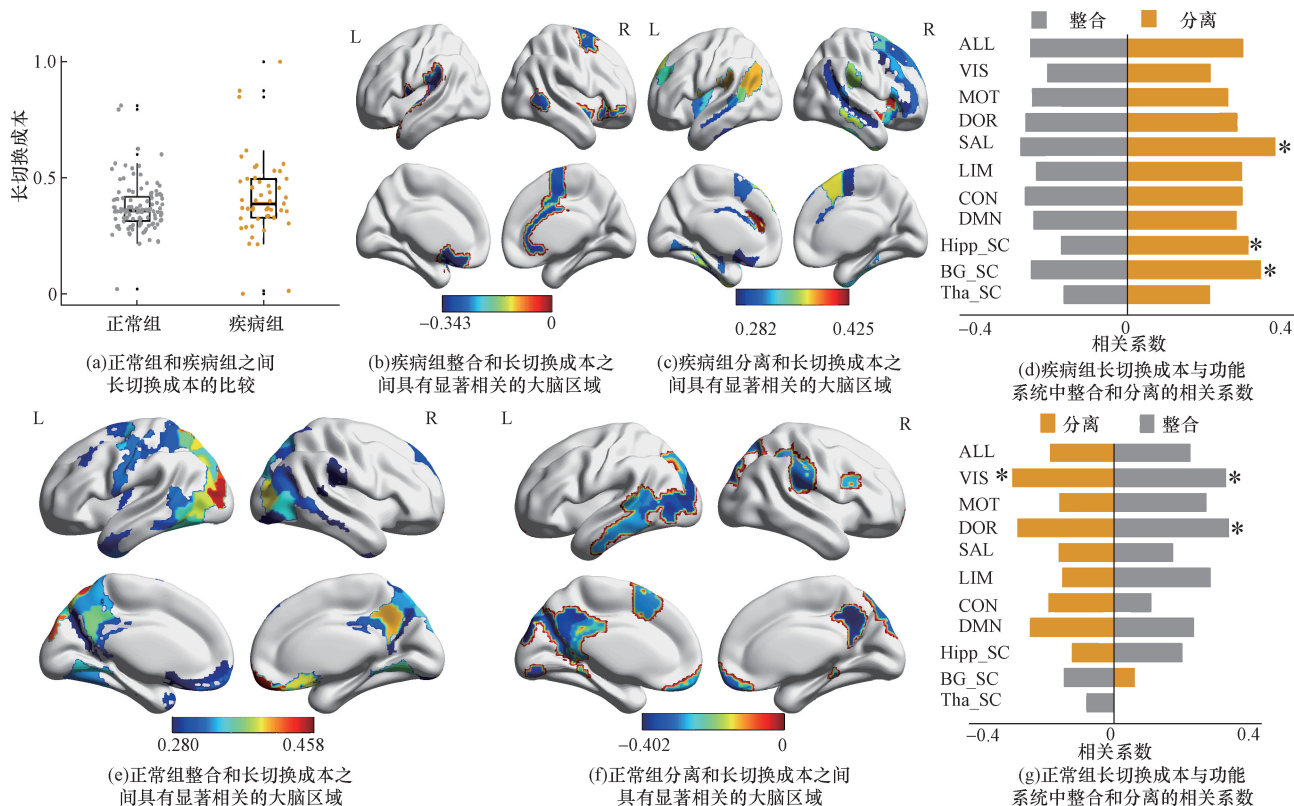 长切换成本
1.0
0.5
0
正常组
疾病组
(a)正常组和疾病组之间
长切换成本的比较
L
R
−0.343
0
(b)疾病组整合和长切换成本之
间具有显著相关的大脑区域
L
R
0.282
0.425
(c)疾病组分离和长切换成本之
间具有显著相关的大脑区域
整合
分离
ALL
VIS
MOT
DOR
SAL
*
LIM
CON
DMN
Hipp_SC
*
BG_SC
*
Tha_SC
−0.4
0
0.4
相关系数
(d)疾病组长切换成本与功能
系统中整合和分离的相关系数
L
R
0.280
0.458
(e)正常组整合和长切换成本之
间具有显著相关的大脑区域
L
R
−0.402
0
(f)正常组分离和长切换成本之间
具有显著相关的大脑区域
分离
整合
ALL
VIS
*
*
MOT
DOR
*
SAL
LIM
CON
DMN
Hipp_SC
BG_SC
Tha_SC
−0.4
0
0.4
相关系数
(g)正常组长切换成本与功能
系统中整合和分离的相关系数